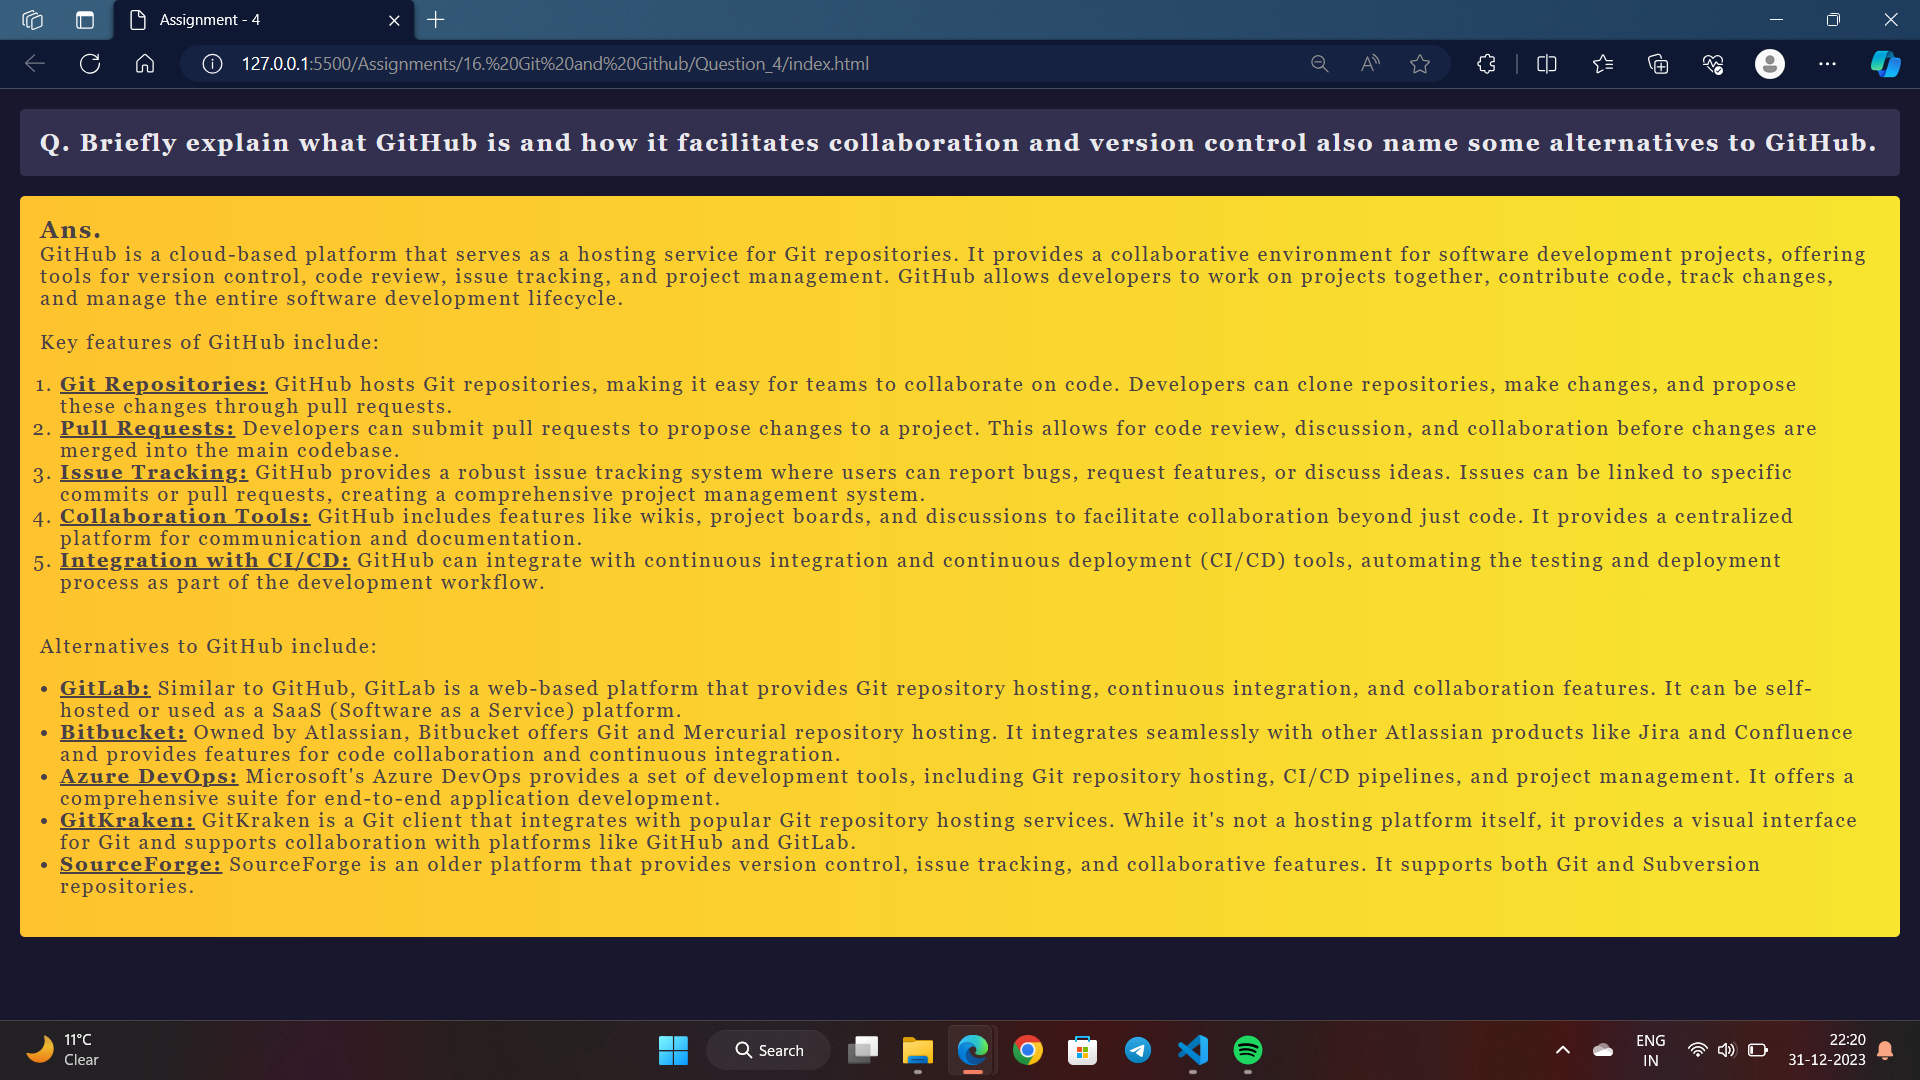 Assignment - 4
127.0.0.1:5500/Assignments/16.%20Git%20and%20Github/Question_4/index.html
Q. Briefly explain what GitHub is and how it facilitates collaboration and version control also name some alternatives to GitHub.
Ans.
GitHub is a cloud-based platform that serves as a hosting service for Git repositories. It provides a collaborative environment for software development projects, offering
tools for version control, code review, issue tracking, and project management. GitHub allows developers to work on projects together, contribute code, track changes,
and manage the entire software development lifecycle.
Key features of GitHub include:
1. Git Repositories: GitHub hosts Git repositories, making it easy for teams to collaborate on code. Developers can clone repositories, make changes, and propose
these changes through pull requests.
2. Pull Requests: Developers can submit pull requests to propose changes to a project. This allows for code review, discussion, and collaboration before changes are
merged into the main codebase.
3. Issue Tracking: GitHub provides a robust issue tracking system where users can report bugs, request features, or discuss ideas. Issues can be linked to specific
commits or pull requests, creating a comprehensive project management system.
4. Collaboration Tools: GitHub includes features like wikis, project boards, and discussions to facilitate collaboration beyond just code. It provides a centralized
platform for communication and documentation.
5. Integration with CI/CD: GitHub can integrate with continuous integration and continuous deployment (CI/CD) tools, automating the testing and deployment
process as part of the development workflow.
Alternatives to GitHub include:
• GitLab: Similar to GitHub, GitLab is a web-based platform that provides Git repository hosting, continuous integration, and collaboration features. It can be self-
hosted or used as a SaaS (Software as a Service) platform.
• Bitbucket: Owned by Atlassian, Bitbucket offers Git and Mercurial repository hosting. It integrates seamlessly with other Atlassian products like Jira and Confluence
and provides features for code collaboration and continuous integration.
• Azure DevOps: Microsoft's Azure DevOps provides a set of development tools, including Git repository hosting, CI/CD pipelines, and project management. It offers a
comprehensive suite for end-to-end application development.
• GitKraken: GitKraken is a Git client that integrates with popular Git repository hosting services. While it's not a hosting platform itself, it provides a visual interface
for Git and supports collaboration with platforms like GitHub and GitLab.
• SourceForge: SourceForge is an older platform that provides version control, issue tracking, and collaborative features. It supports both Git and Subversion
repositories.
11°C
Clear
Search
ENG
IN
22:20
31-12-2023